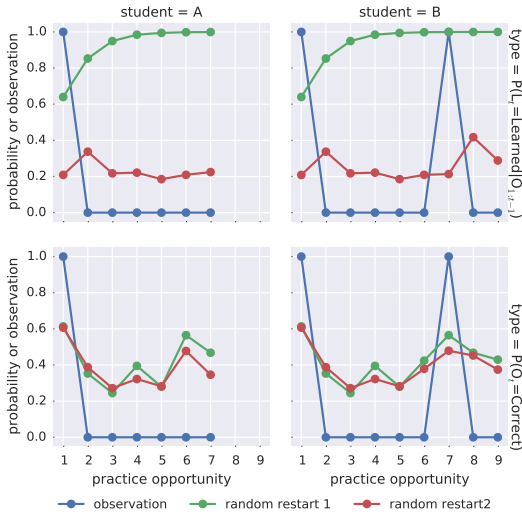 student = A
student = B
probability or observation
1.0
0.8
0.6
0.4
0.2
0.0
type = P(Lₜ=Learned|O₁:ₜ₋₁)
probability or observation
1.0
0.8
0.6
0.4
0.2
0.0
type = P(Oₜ=Correct)
1 2 3 4 5 6 7 8 9
1 2 3 4 5 6 7 8 9
practice opportunity
practice opportunity
observation
random restart 1
random restart2